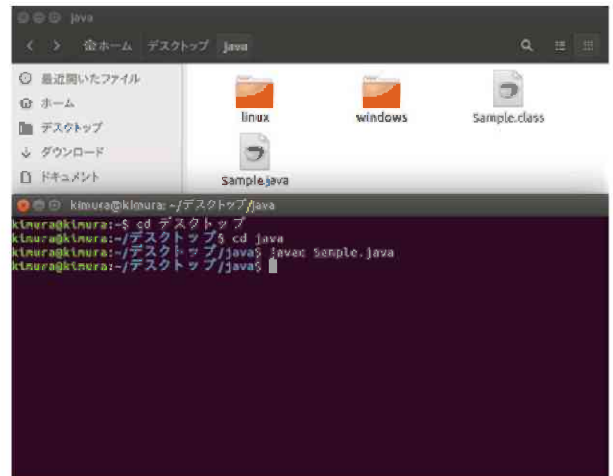 java
ホーム デスクトップ java
最近開いたファイル
ホーム
デスクトップ
ダウンロード
ドキュメント
linux
windows
Sample.class
Sample.java
kimura@kimura: ~/デスクトップ/java
kimura@kimura:~$ cd デスクトップ
kimura@kimura:~/デスクトップ$ cd java
kimura@kimura:~/デスクトップ/java$ javac Sample.java
kimura@kimura:~/デスクトップ/java$